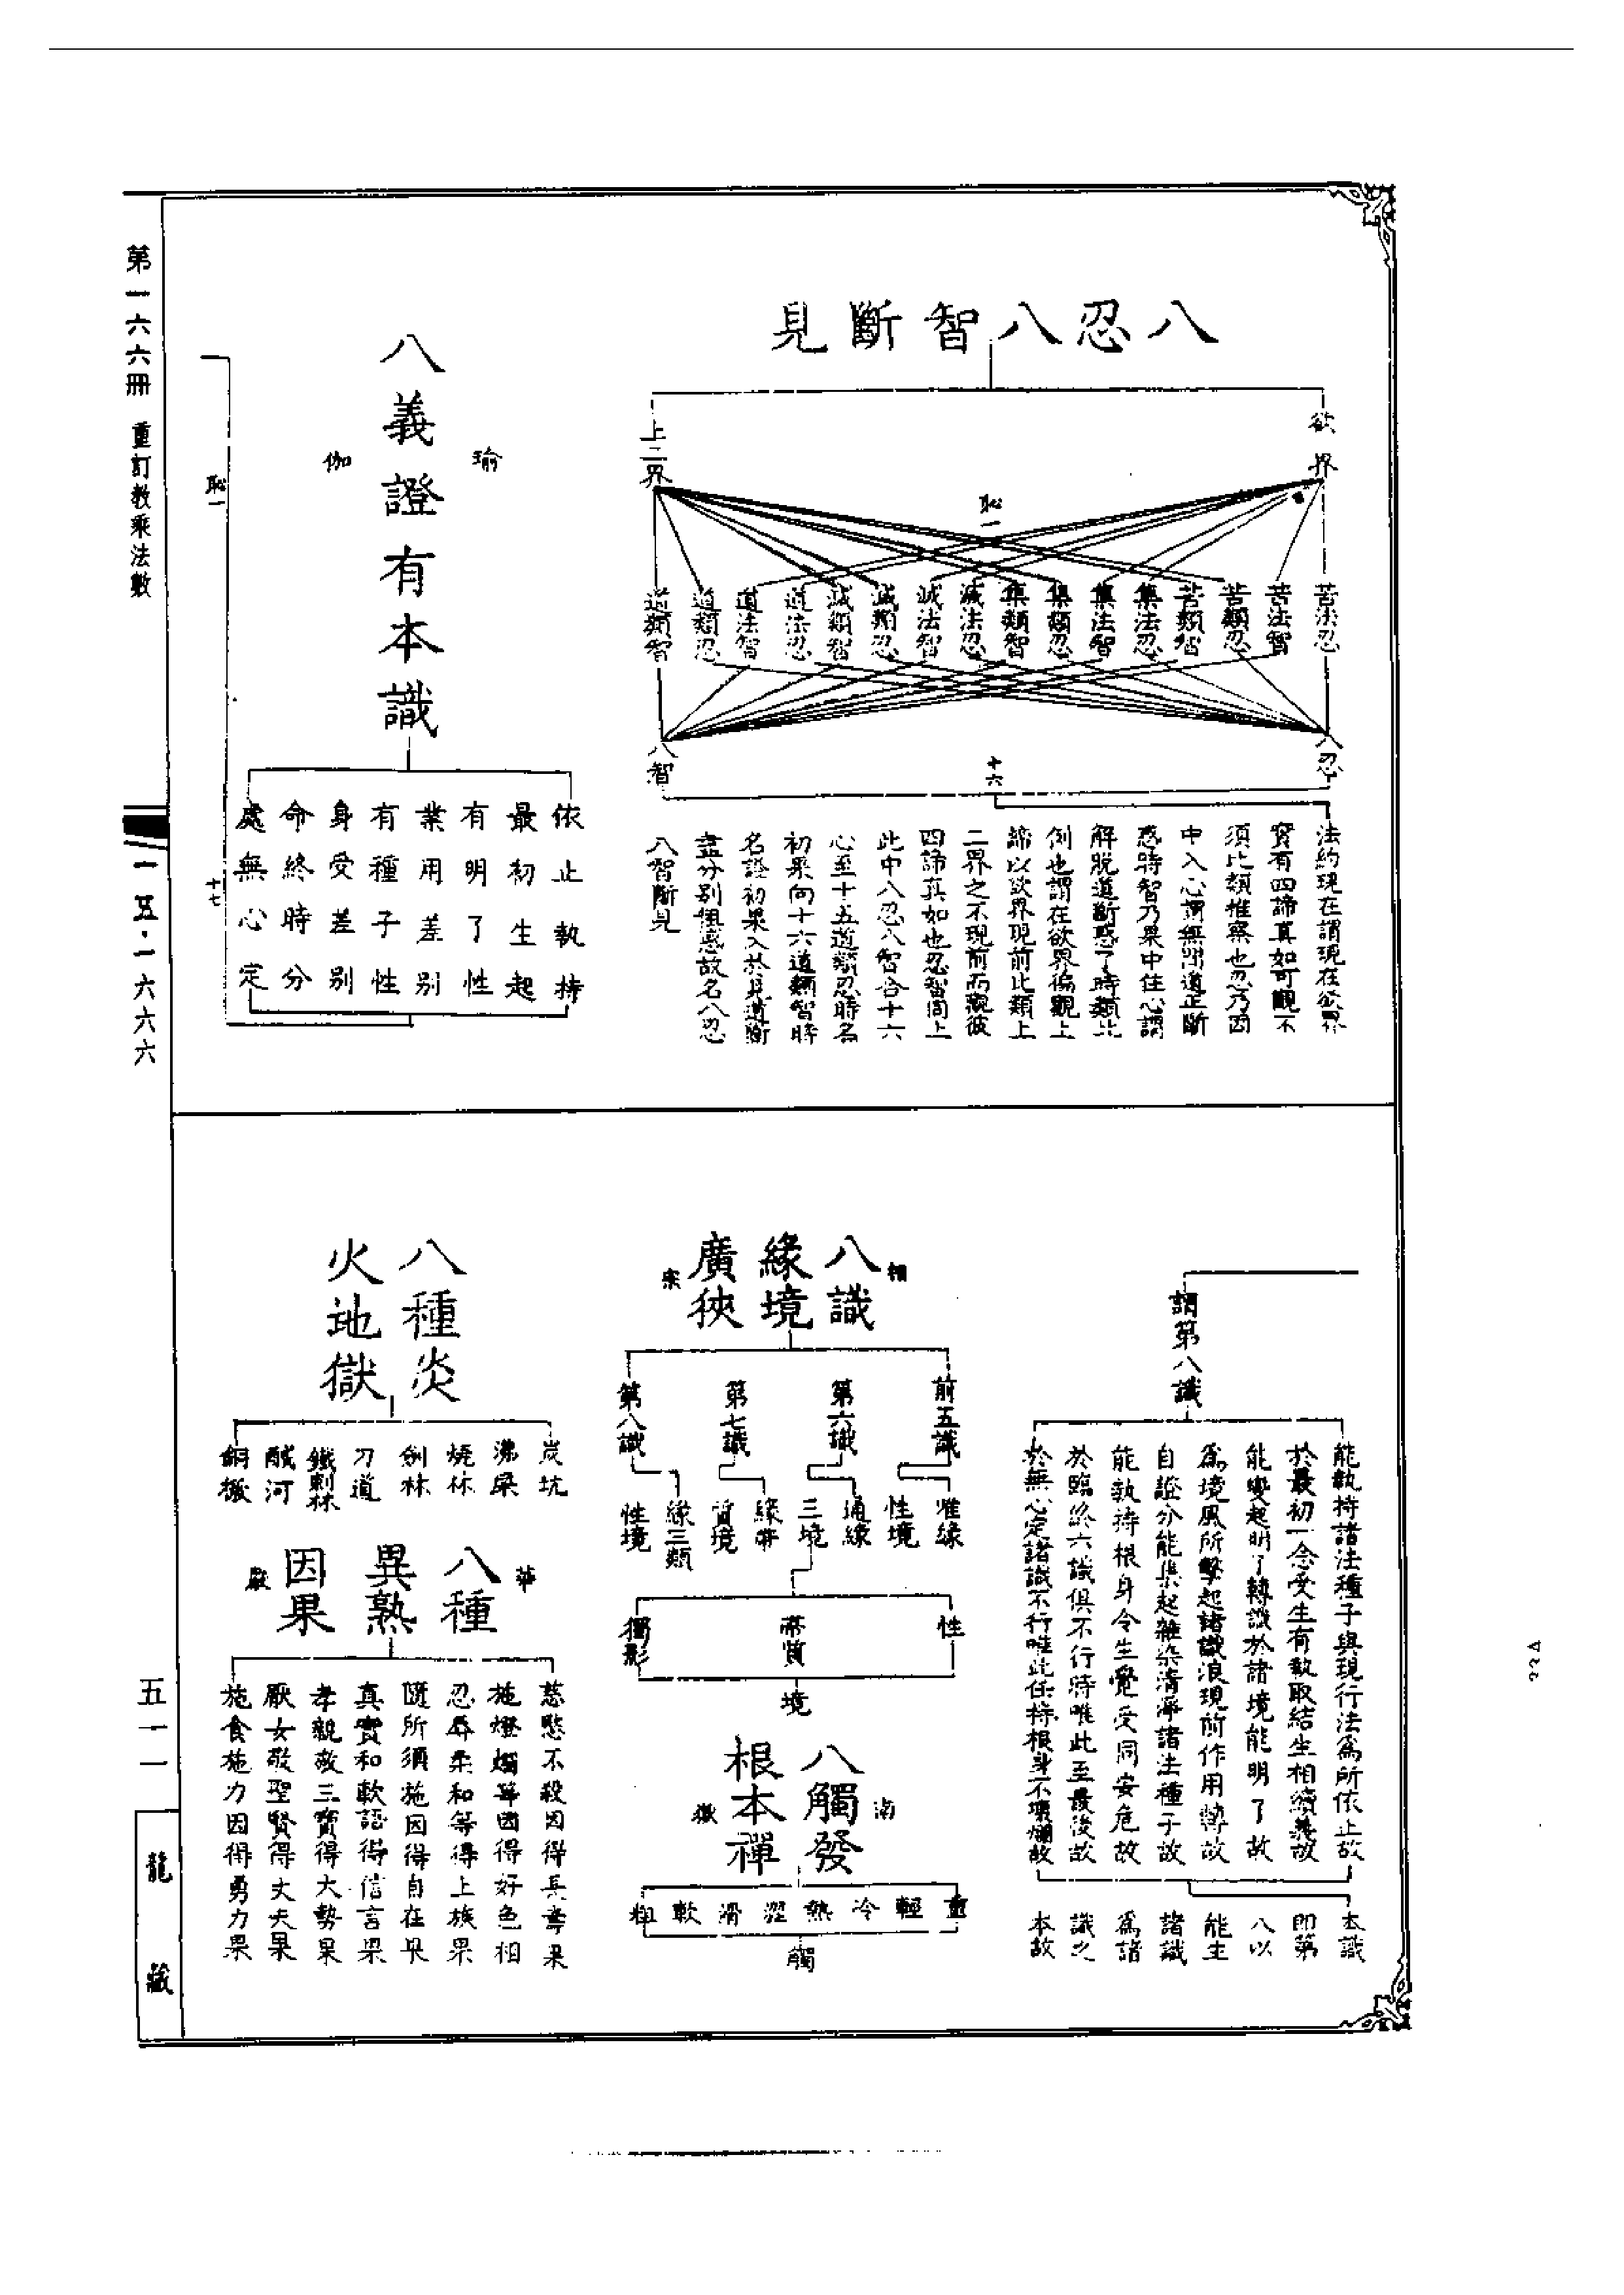 八忍八智斷見
欲界
上二界
恥一
苦法忍
苦法智
苦類忍
苦類智
集法忍
集法智
集類忍
集類智
滅法忍
滅法智
滅類忍
滅類智
道法忍
道法智
道類忍
道類智
八忍
八智
十六
法約現在謂現在欲界
實有四諦真如可觀不
須比類推察也忍乃因
中入心謂無間道正斷
惑時智乃果中住心謂
解脫道斷惑了時類比
例也謂在欲界徧觀上
諦以欲界現前比類上
二界之不現前而觀彼
四諦真如也忍智間上
此中八忍八智合十六
心至十五道類忍時名
初果向十六道類智時
名證初果入於見道斷
盡分別麤惑故名八忍
八智斷見
瑜
八義證有本識
伽
依止執持
最初生起
有明了性
業用差別
有種子性
身受差別
命終時分
處無心定
恥一
十七
謂第八識
能執持諸法種子與現行法為所依止故
於最初一念受生有執取結生相續義故
能變起明了轉識於諸境能明了故
為境風所擊起諸識浪現前作用轉故
自證分能集起雜染清淨諸法種子故
能執持根身令生覺受同安危故
於臨終六識俱不行時唯此至最後故
於無心定諸識不行唯此任持根身不壞爛故
本識
即第
八以
能生
諸識
為諸
識之
本故
相
八識
緣境
廣狹
宗
前五識
第六識
第七識
第八識
唯緣
性境
通緣
三境
緣帶
質境
緣三類
性境
性
帶質
獨影
境
南
八觸發
根本禪
嶽
重
輕
冷
熱
澀
滑
軟
粗
觸
八種炎
火地獄
炭坑
沸屎
燒林
劍林
刀道
鐵刺林
鹹河
銅橛
華
八種
異熟
因果
嚴
慈愍不殺因得長壽果
施燈燭等因得好色相
忍辱柔和等得上族果
隨所須施因得自在果
真實和軟語得信言果
孝親敬三寶得大勢果
厭女敬聖賢得丈夫果
施食施力因得勇力果
第一六六冊　重訂教乘法數
一五·一六六六
五一一
龍藏